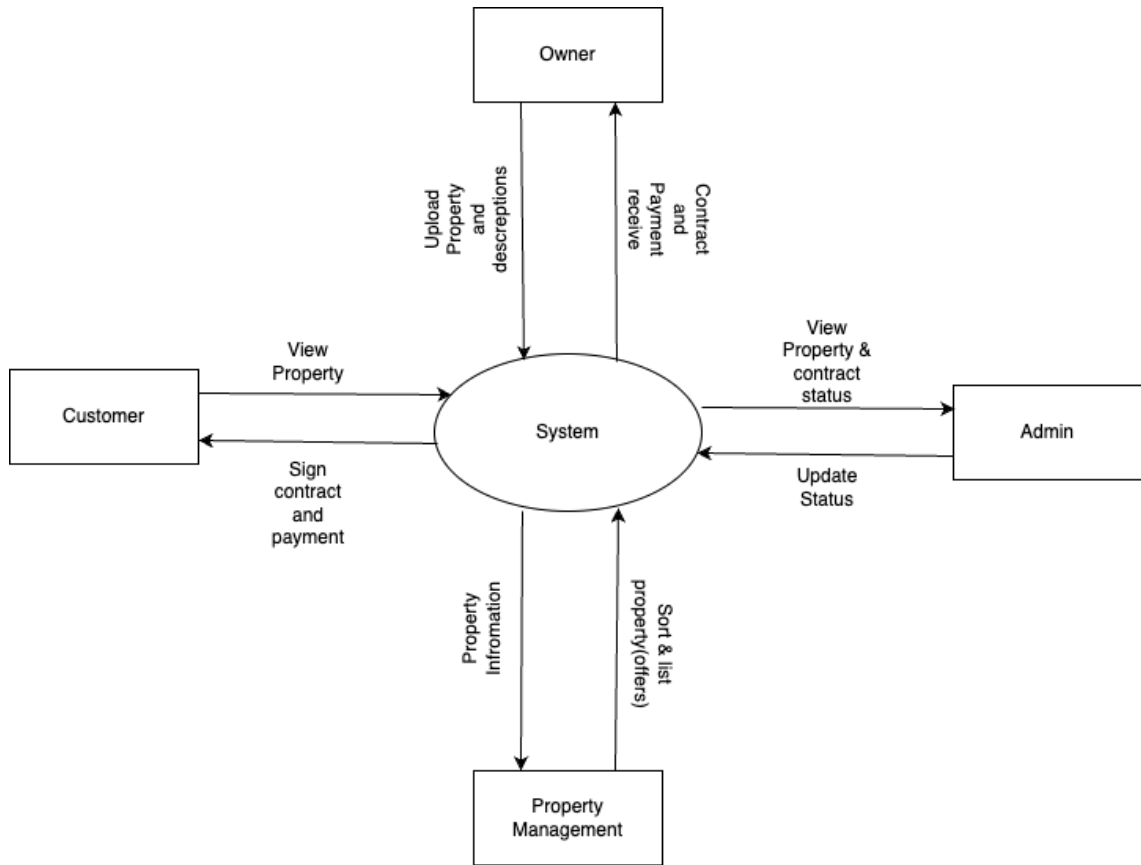 Owner
Upload
Property
and
descreptions
Contract
and
Payment
receive
View
Property
View
Property &
contract
status
Customer
System
Admin
Sign
contract
and
payment
Update
Status
Property
Infromation
Sort & list
property(offers)
Property
Management